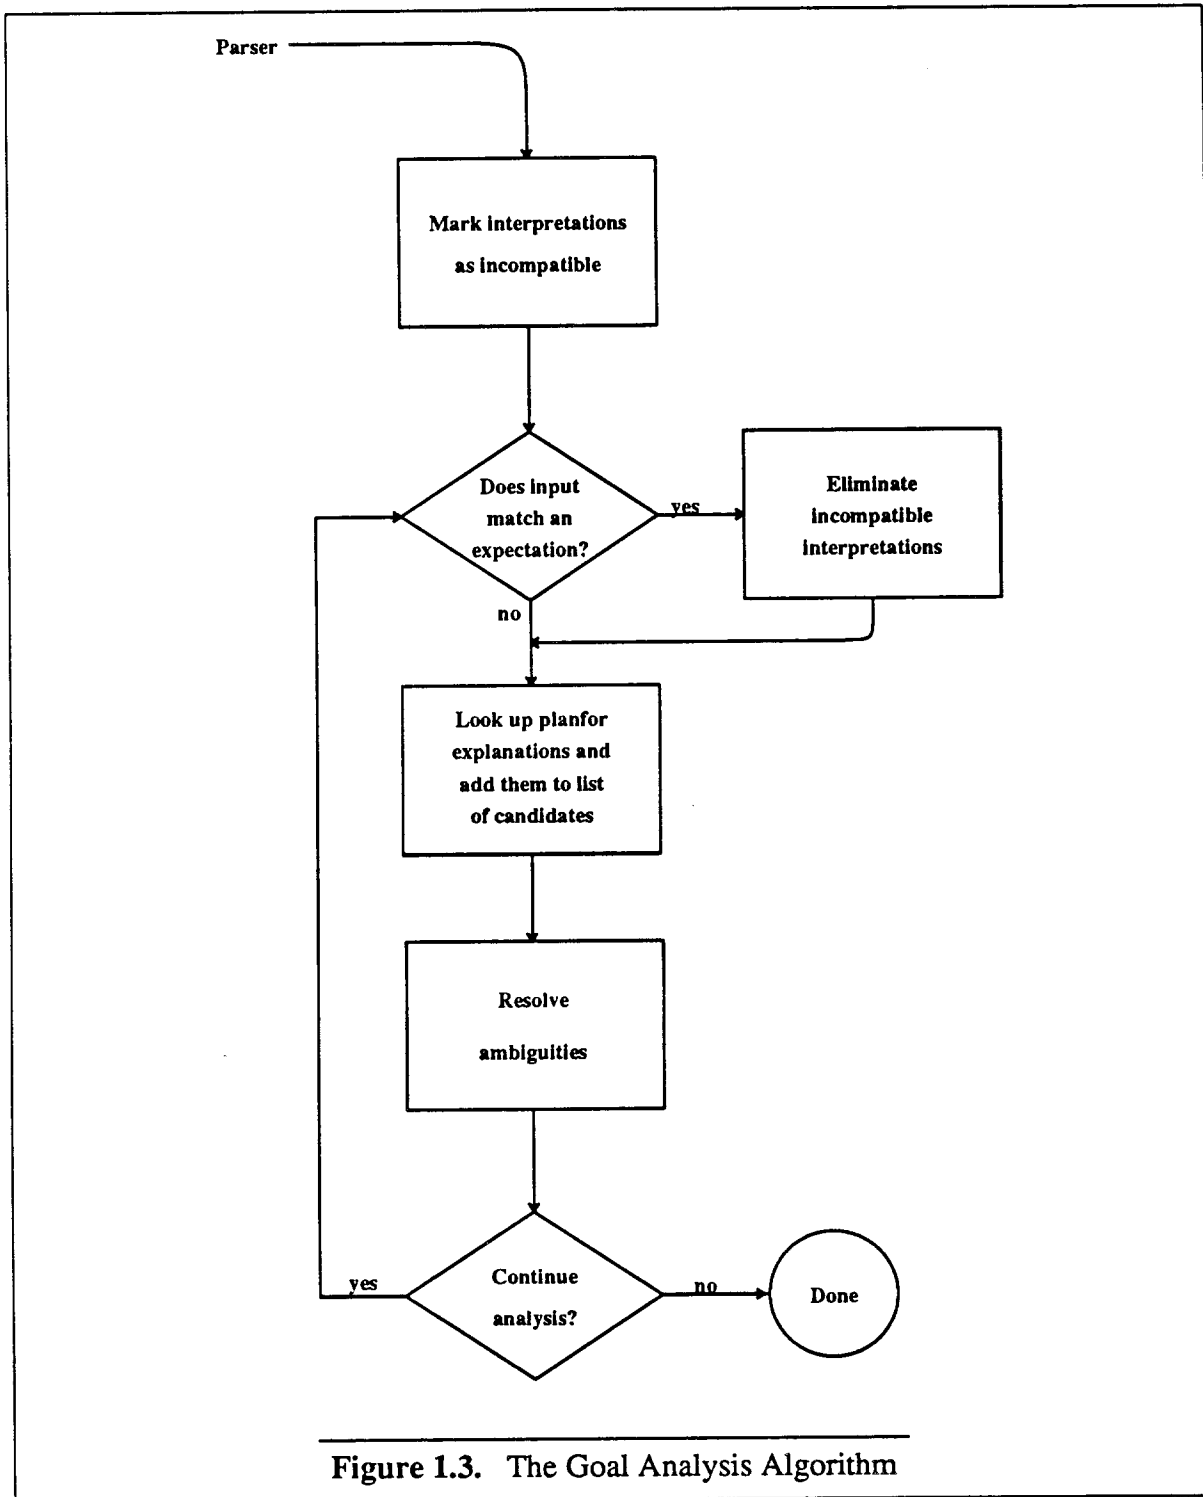 Parser
Mark interpretations
as incompatible
Does input
match an
expectation?
yes
Eliminate
incompatible
interpretations
no
Look up planfor
explanations and
add them to list
of candidates
Resolve
ambiguities
Continue
analysis?
yes
no
Done
Figure 1.3. The Goal Analysis Algorithm